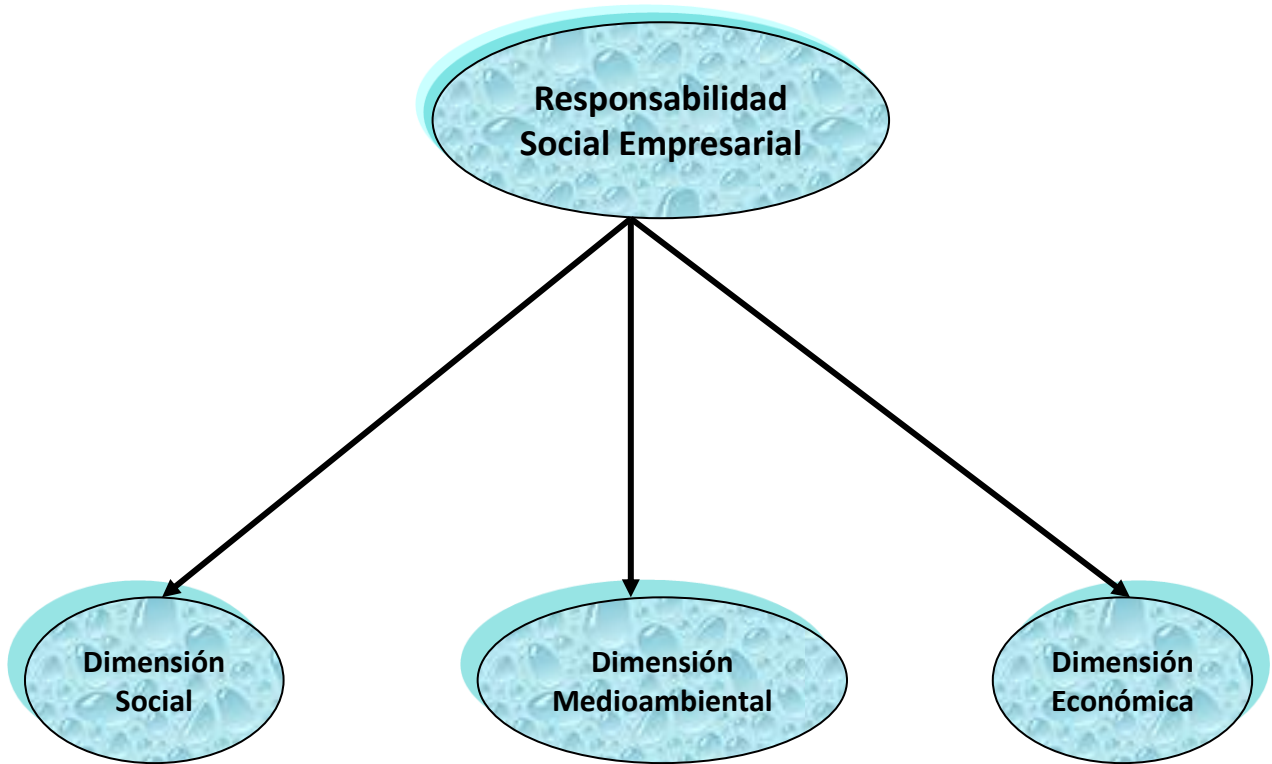 Responsabilidad
Social Empresarial
Dimensión
Social
Dimensión
Medioambiental
Dimensión
Económica